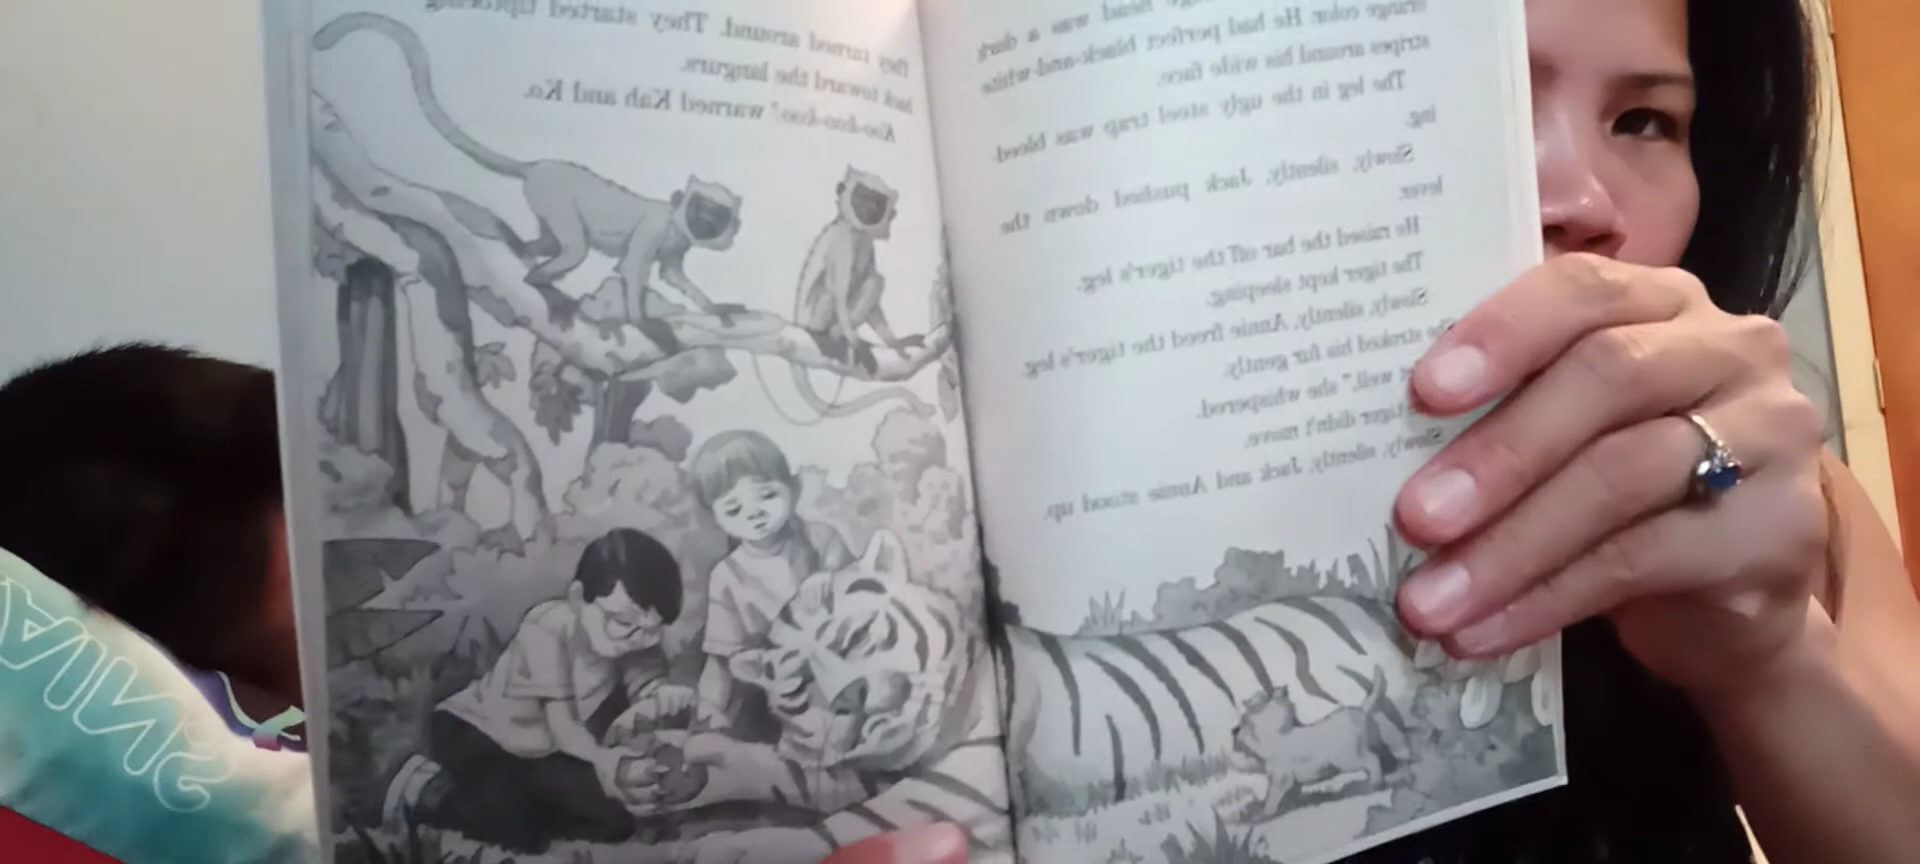 head was a dark
orange color. He had perfect black-and-white
stripes around his wide face.
The leg in the ugly steel trap was bleed-
ing.
Slowly, silently, Jack pushed down the
lever.
He raised the bar off the tiger's leg.
The tiger kept sleeping.
Slowly, silently, Annie freed the tiger's leg.
She stroked his fur gently.
well," she whispered.
tiger didn't move.
Slowly, silently, Jack and Annie stood up.
They turned around. They started tiptoeing
back toward the langurs.
Koo-koo-koo! warned Kah and Ko.